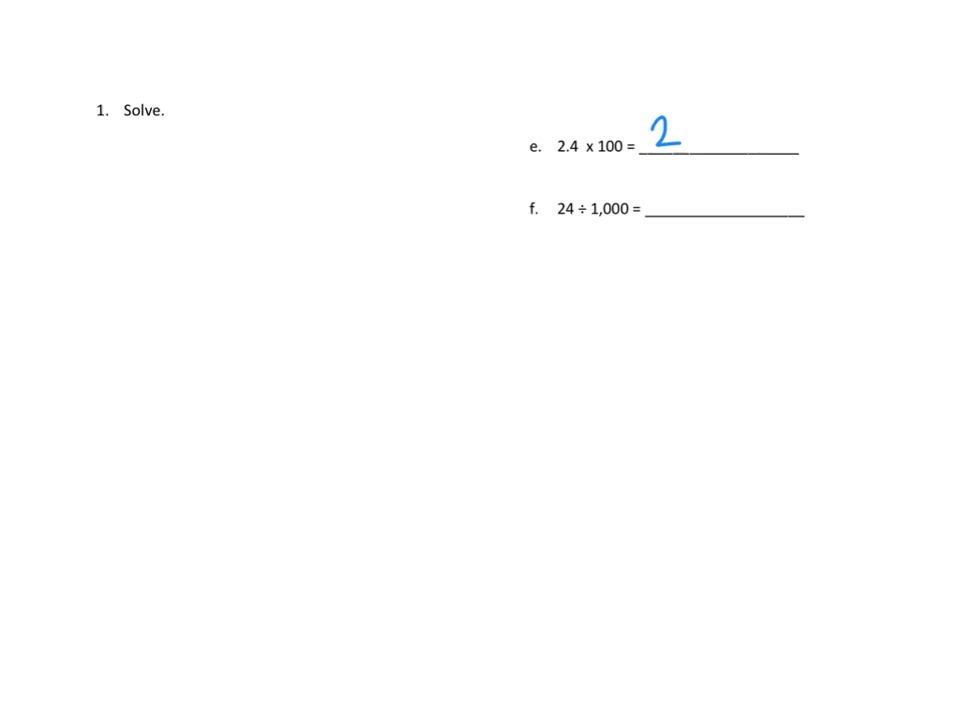 1. Solve.
e. 2.4 x 100 = 2
f. 24 ÷ 1,000 =